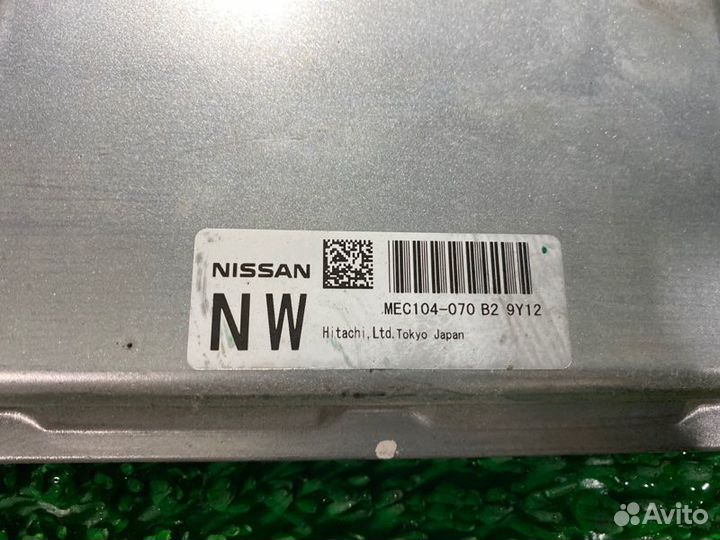 NISSAN
NW
MEC104-070 B2 9Y12
Hitachi,Ltd.Tokyo Japan
Avito